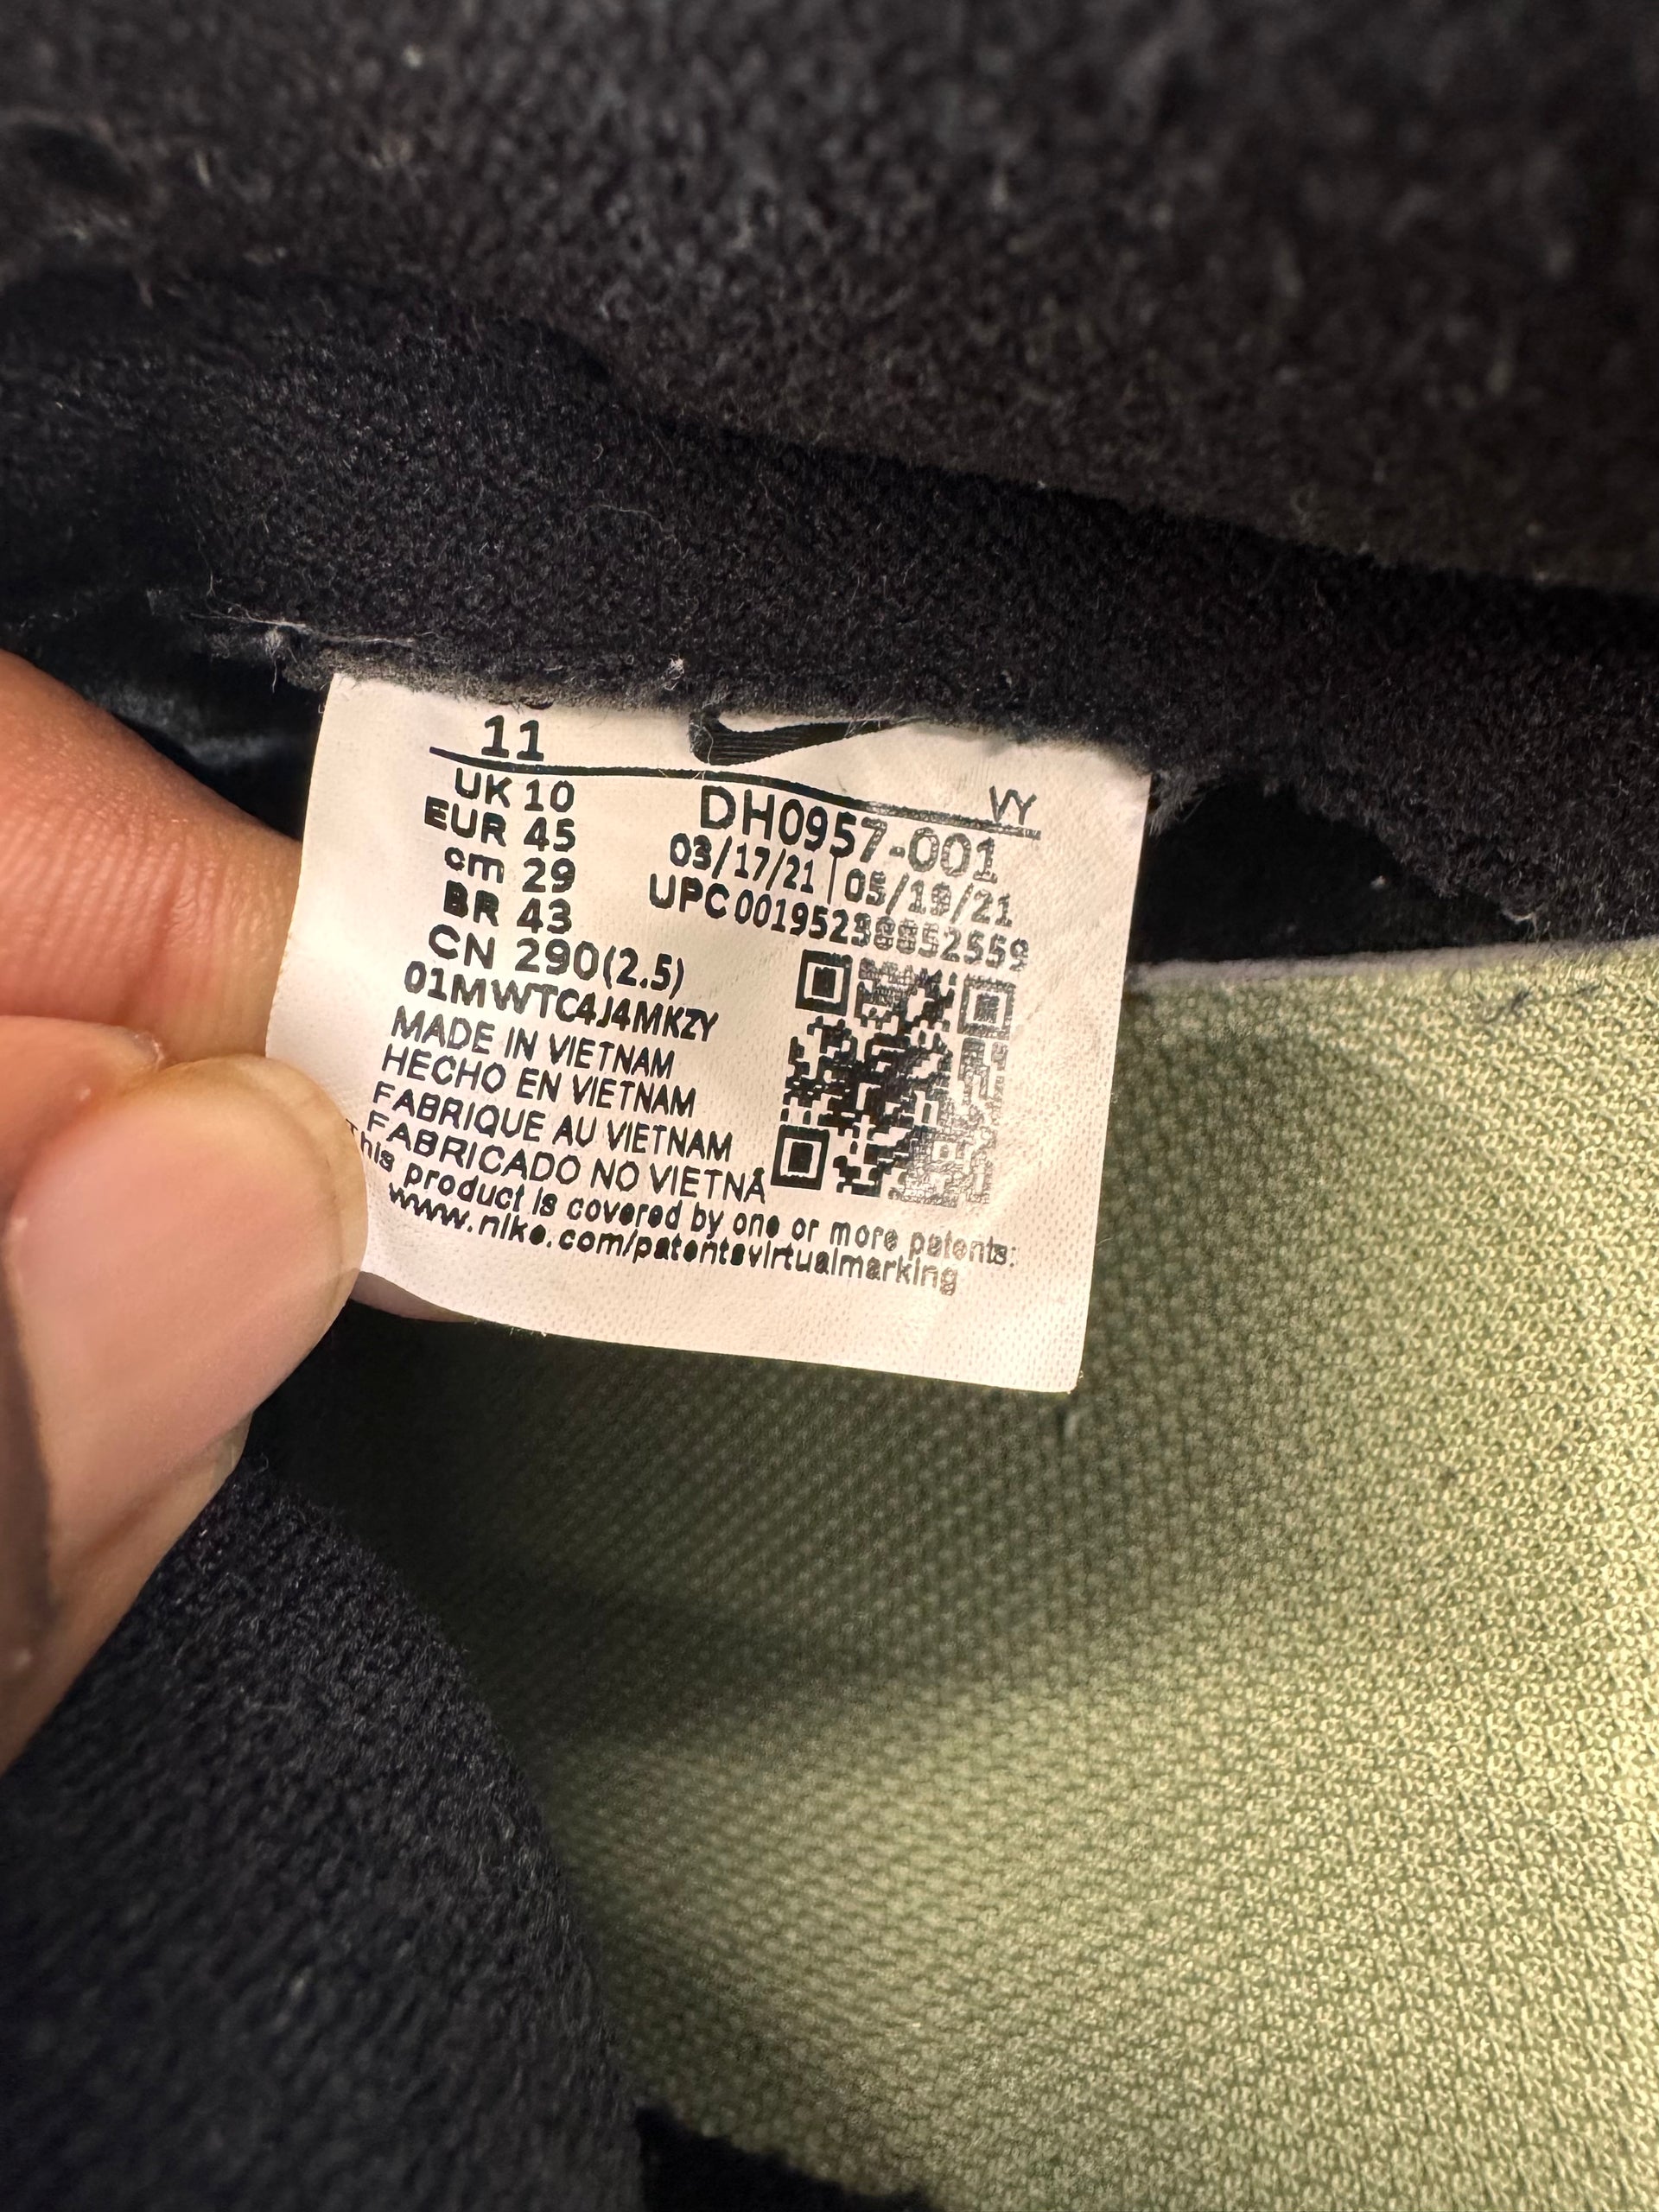 11
VY
UK 10
EUR 45
cm 29
BR 43
CN 290(2.5)
DH0957-001
03/17/21 | 05/19/21
UPC
01MWTC4J4MKZY
MADE IN VIETNAM
HECHO EN VIETNAM
FABRIQUE AU VIETNAM
FABRICADO NO VIETNÃ
This product is covered by one or more patents:
www.nike.com/patentsvirtualmarking